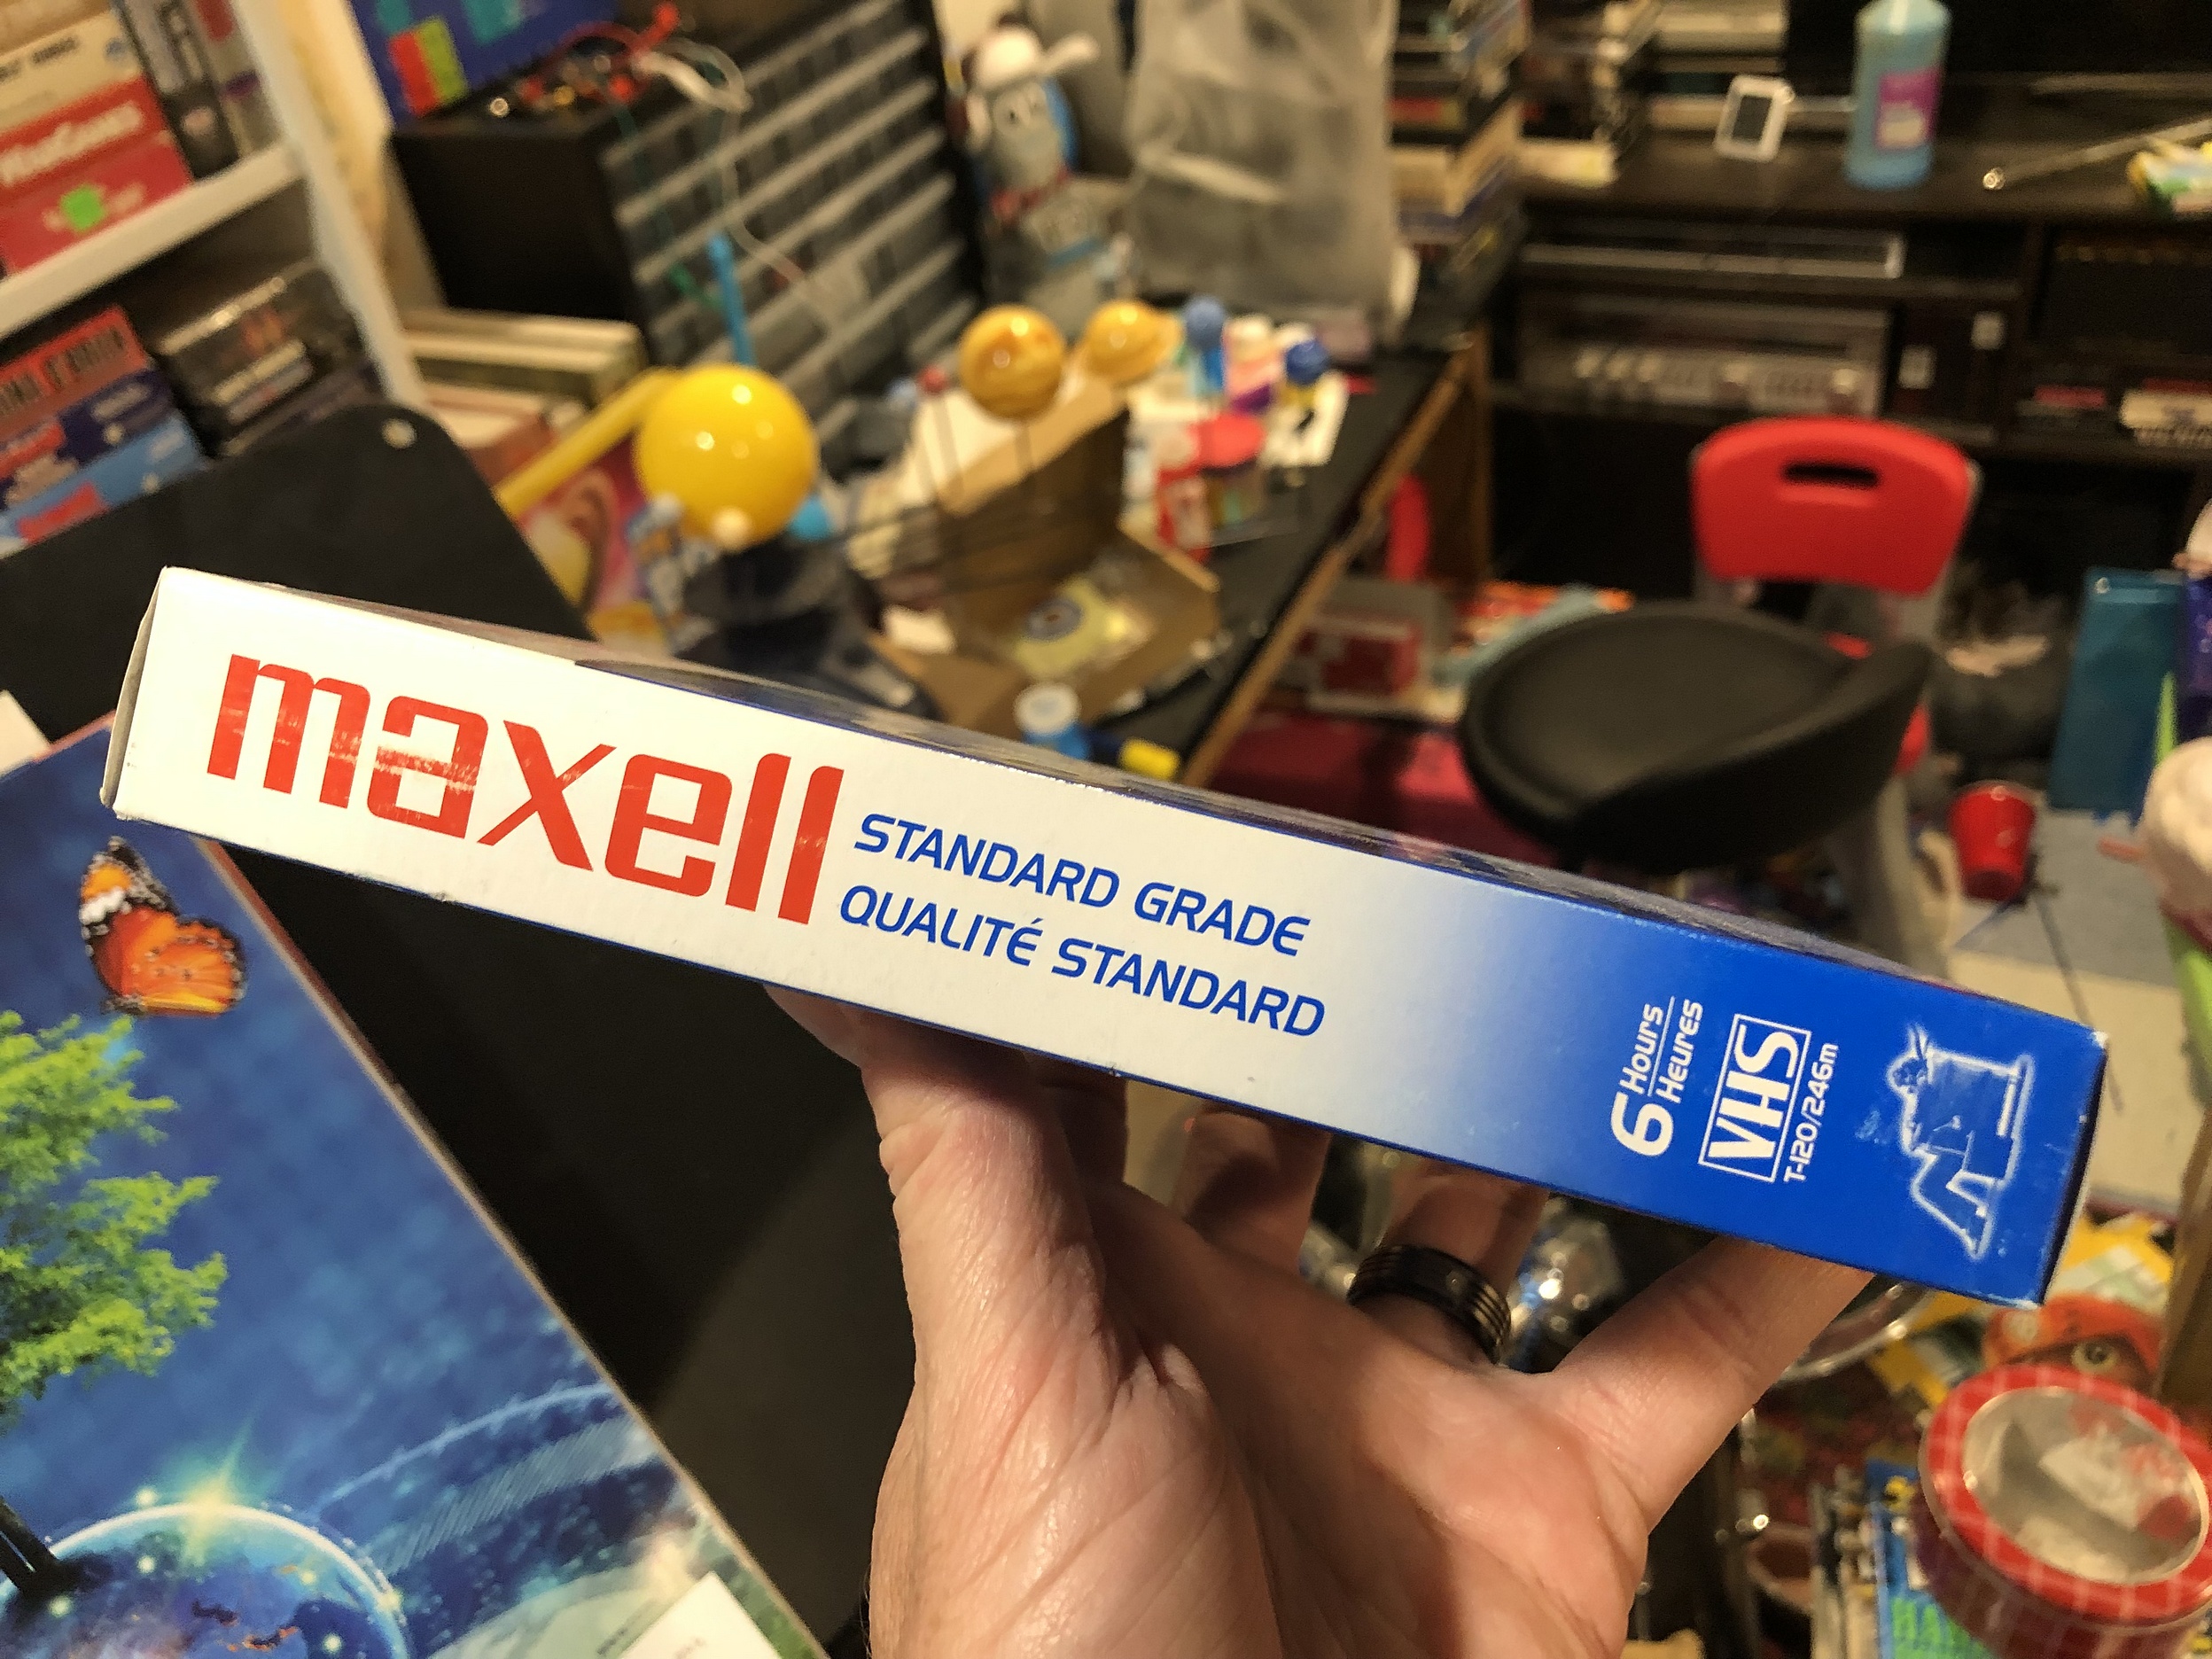 maxell
STANDARD GRADE
QUALITÉ STANDARD
6 Hours
Heures
VHS
T-120/246m